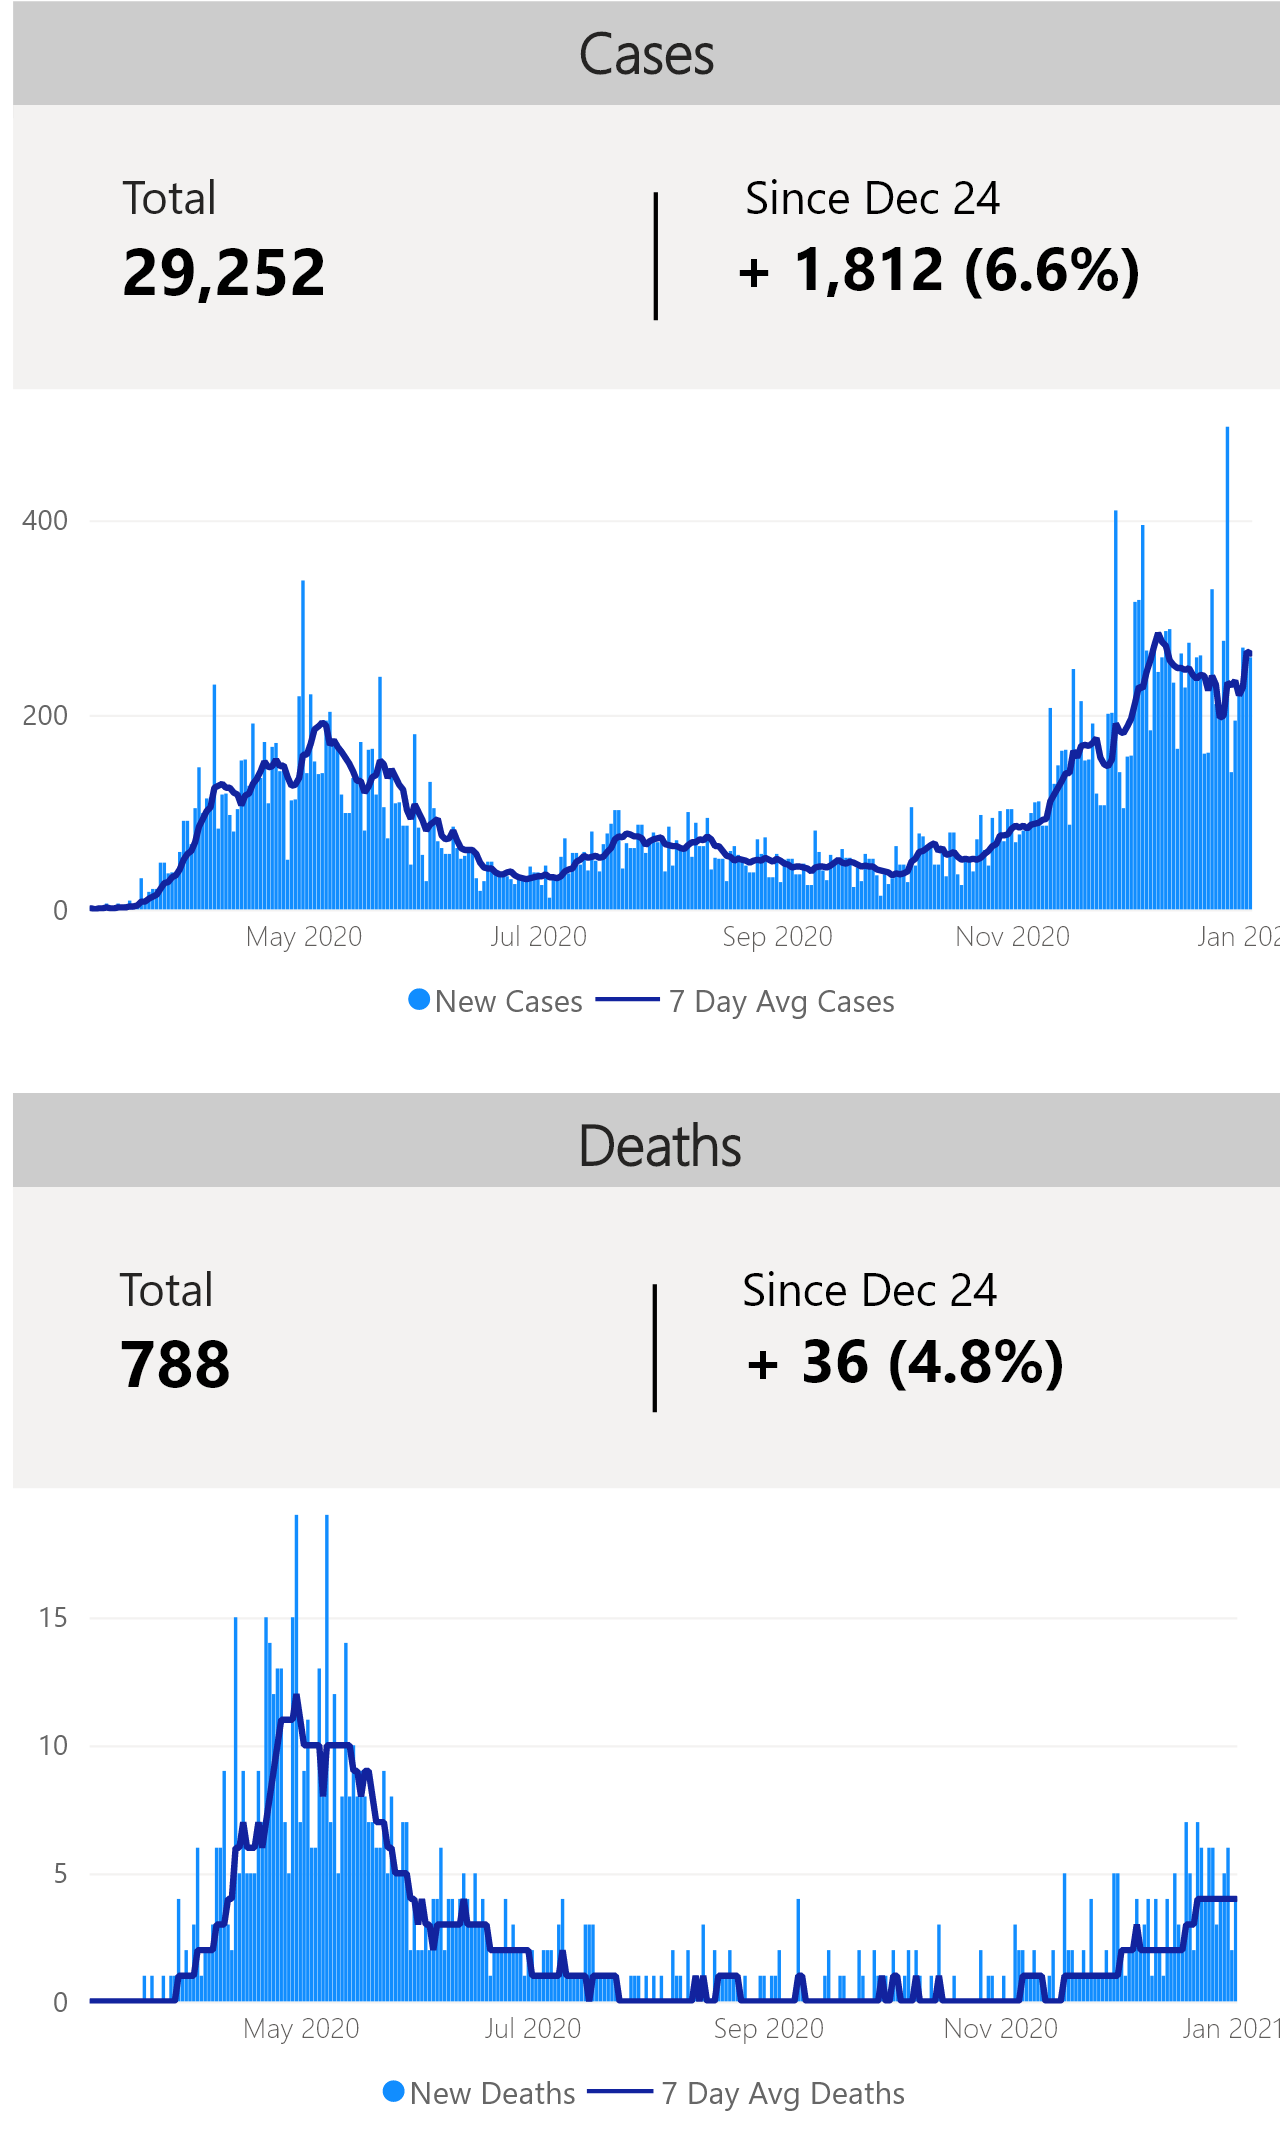 Cases
Total
Since Dec 24
29,252
+ 1,812 (6.6%)
400
200
0
May 2020 Jul 2020 Sep 2020 Nov 2020 Jan 202
New Cases 7 Day Avg Cases
Deaths
Total
Since Dec 24
788
+ 36 (4.8%)
15
10
5
0
May 2020 Jul 2020 Sep 2020 Nov 2020 Jan 2021
New Deaths 7 Day Avg Deaths